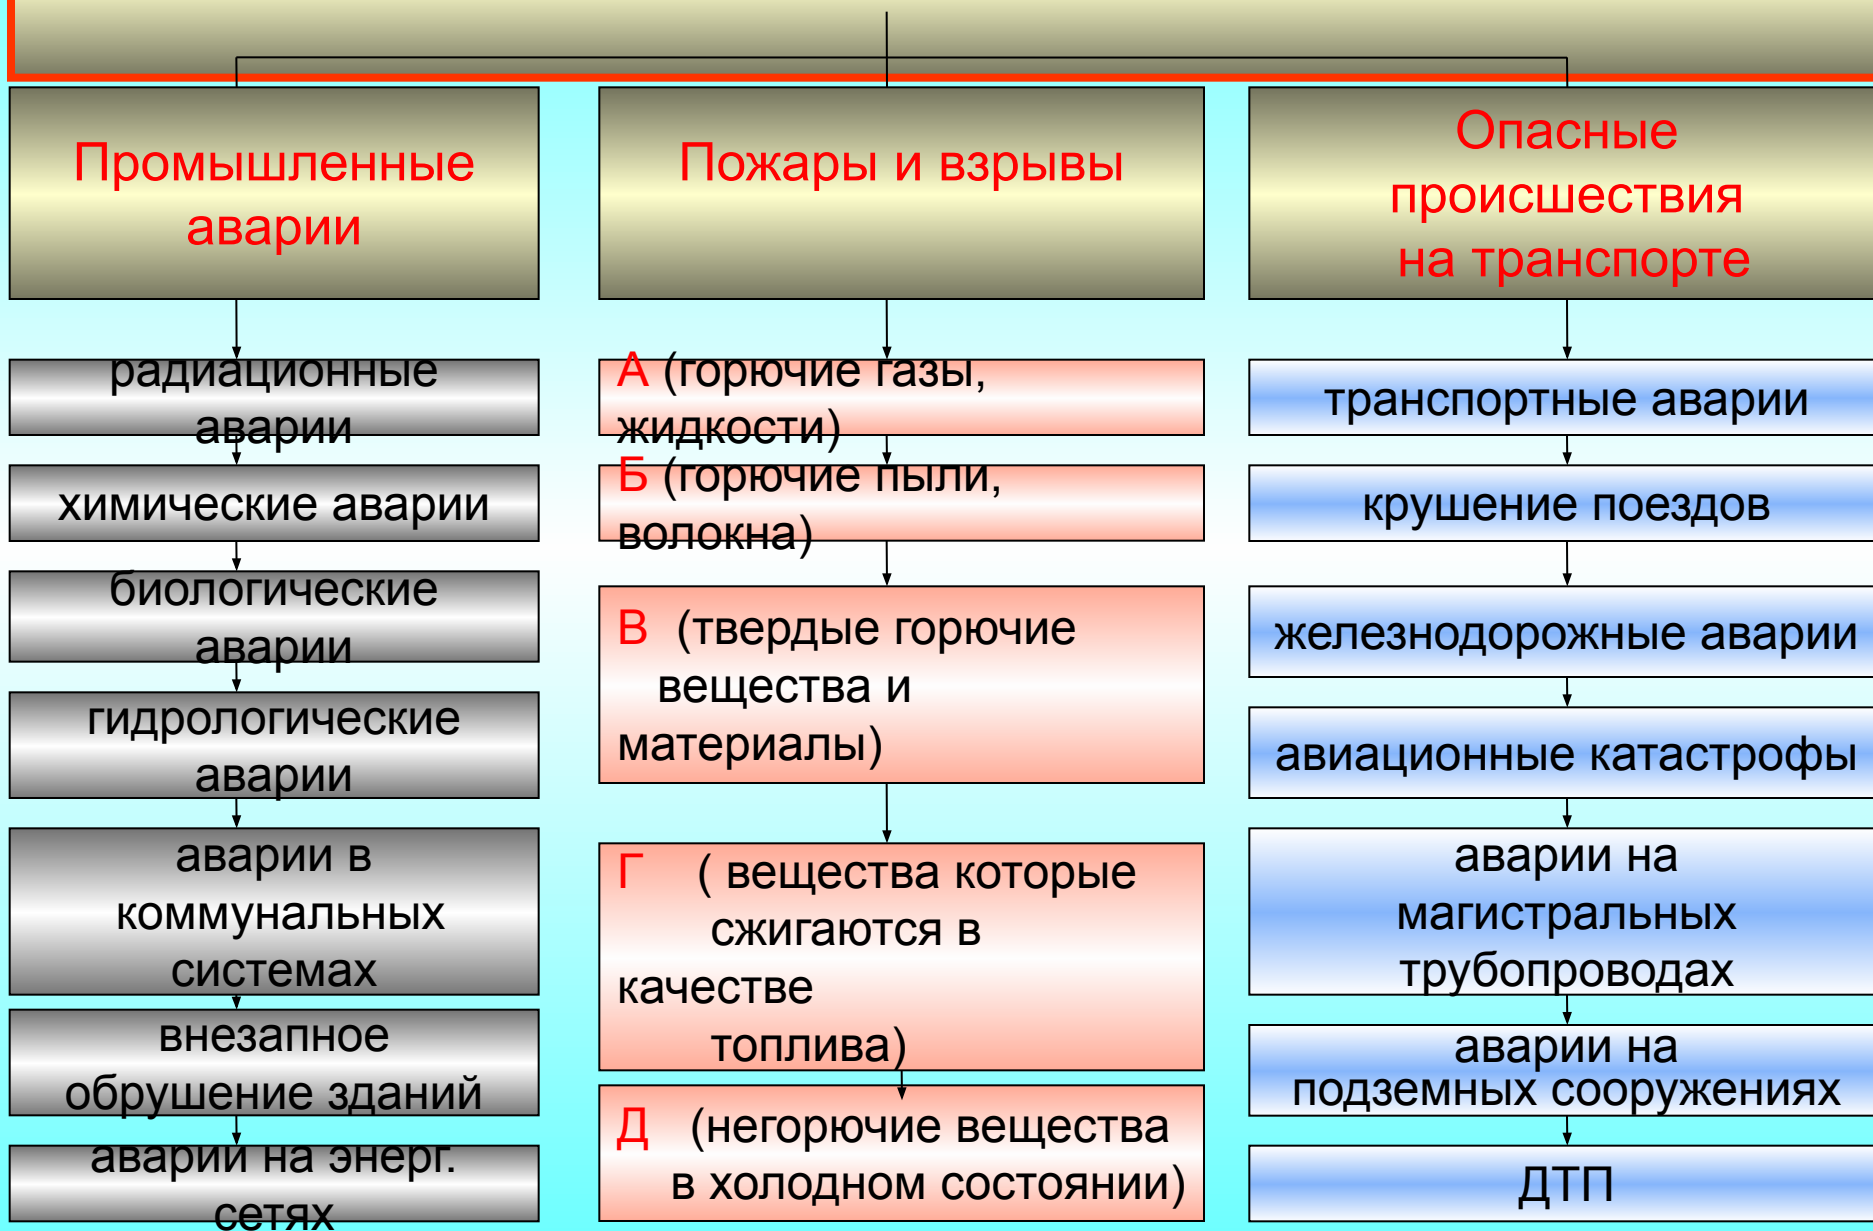 Промышленные
аварии
радиационные
аварии
химические аварии
биологические
аварии
гидрологические
аварии
аварии в
коммунальных
системах
внезапное
обрушение зданий
аварии на энерг.
сетях
Пожары и взрывы
А (горючие газы,
жидкости)
Б (горючие пыли,
волокна)
В (твердые горючие
вещества и
материалы)
Г ( вещества которые
сжигаются в
качестве
топлива)
Д (негорючие вещества
в холодном состоянии)
Опасные
происшествия
на транспорте
транспортные аварии
крушение поездов
железнодорожные аварии
авиационные катастрофы
аварии на
магистральных
трубопроводах
аварии на
подземных сооружениях
ДТП